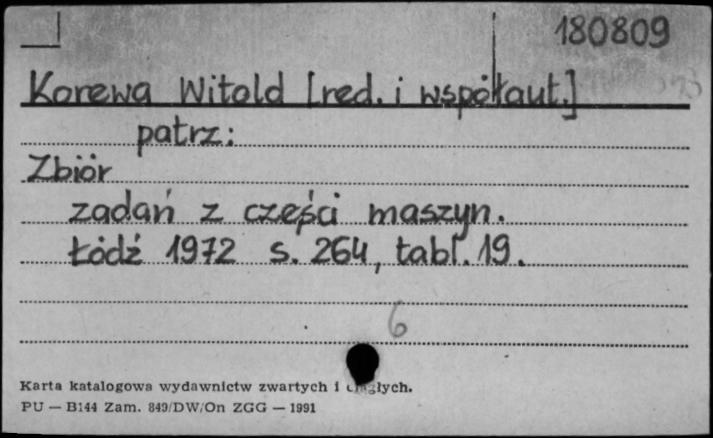 180809
Korewa Witold [red. i współaut.]
patrz:
Zbiór
zadań z części maszyn.
Łódź 1972 s. 264, tabl. 19.
6
Karta katalogowa wydawnictw zwartych i ciągłych.
PU — B144 Zam. 849/DW/On ZGG — 1991